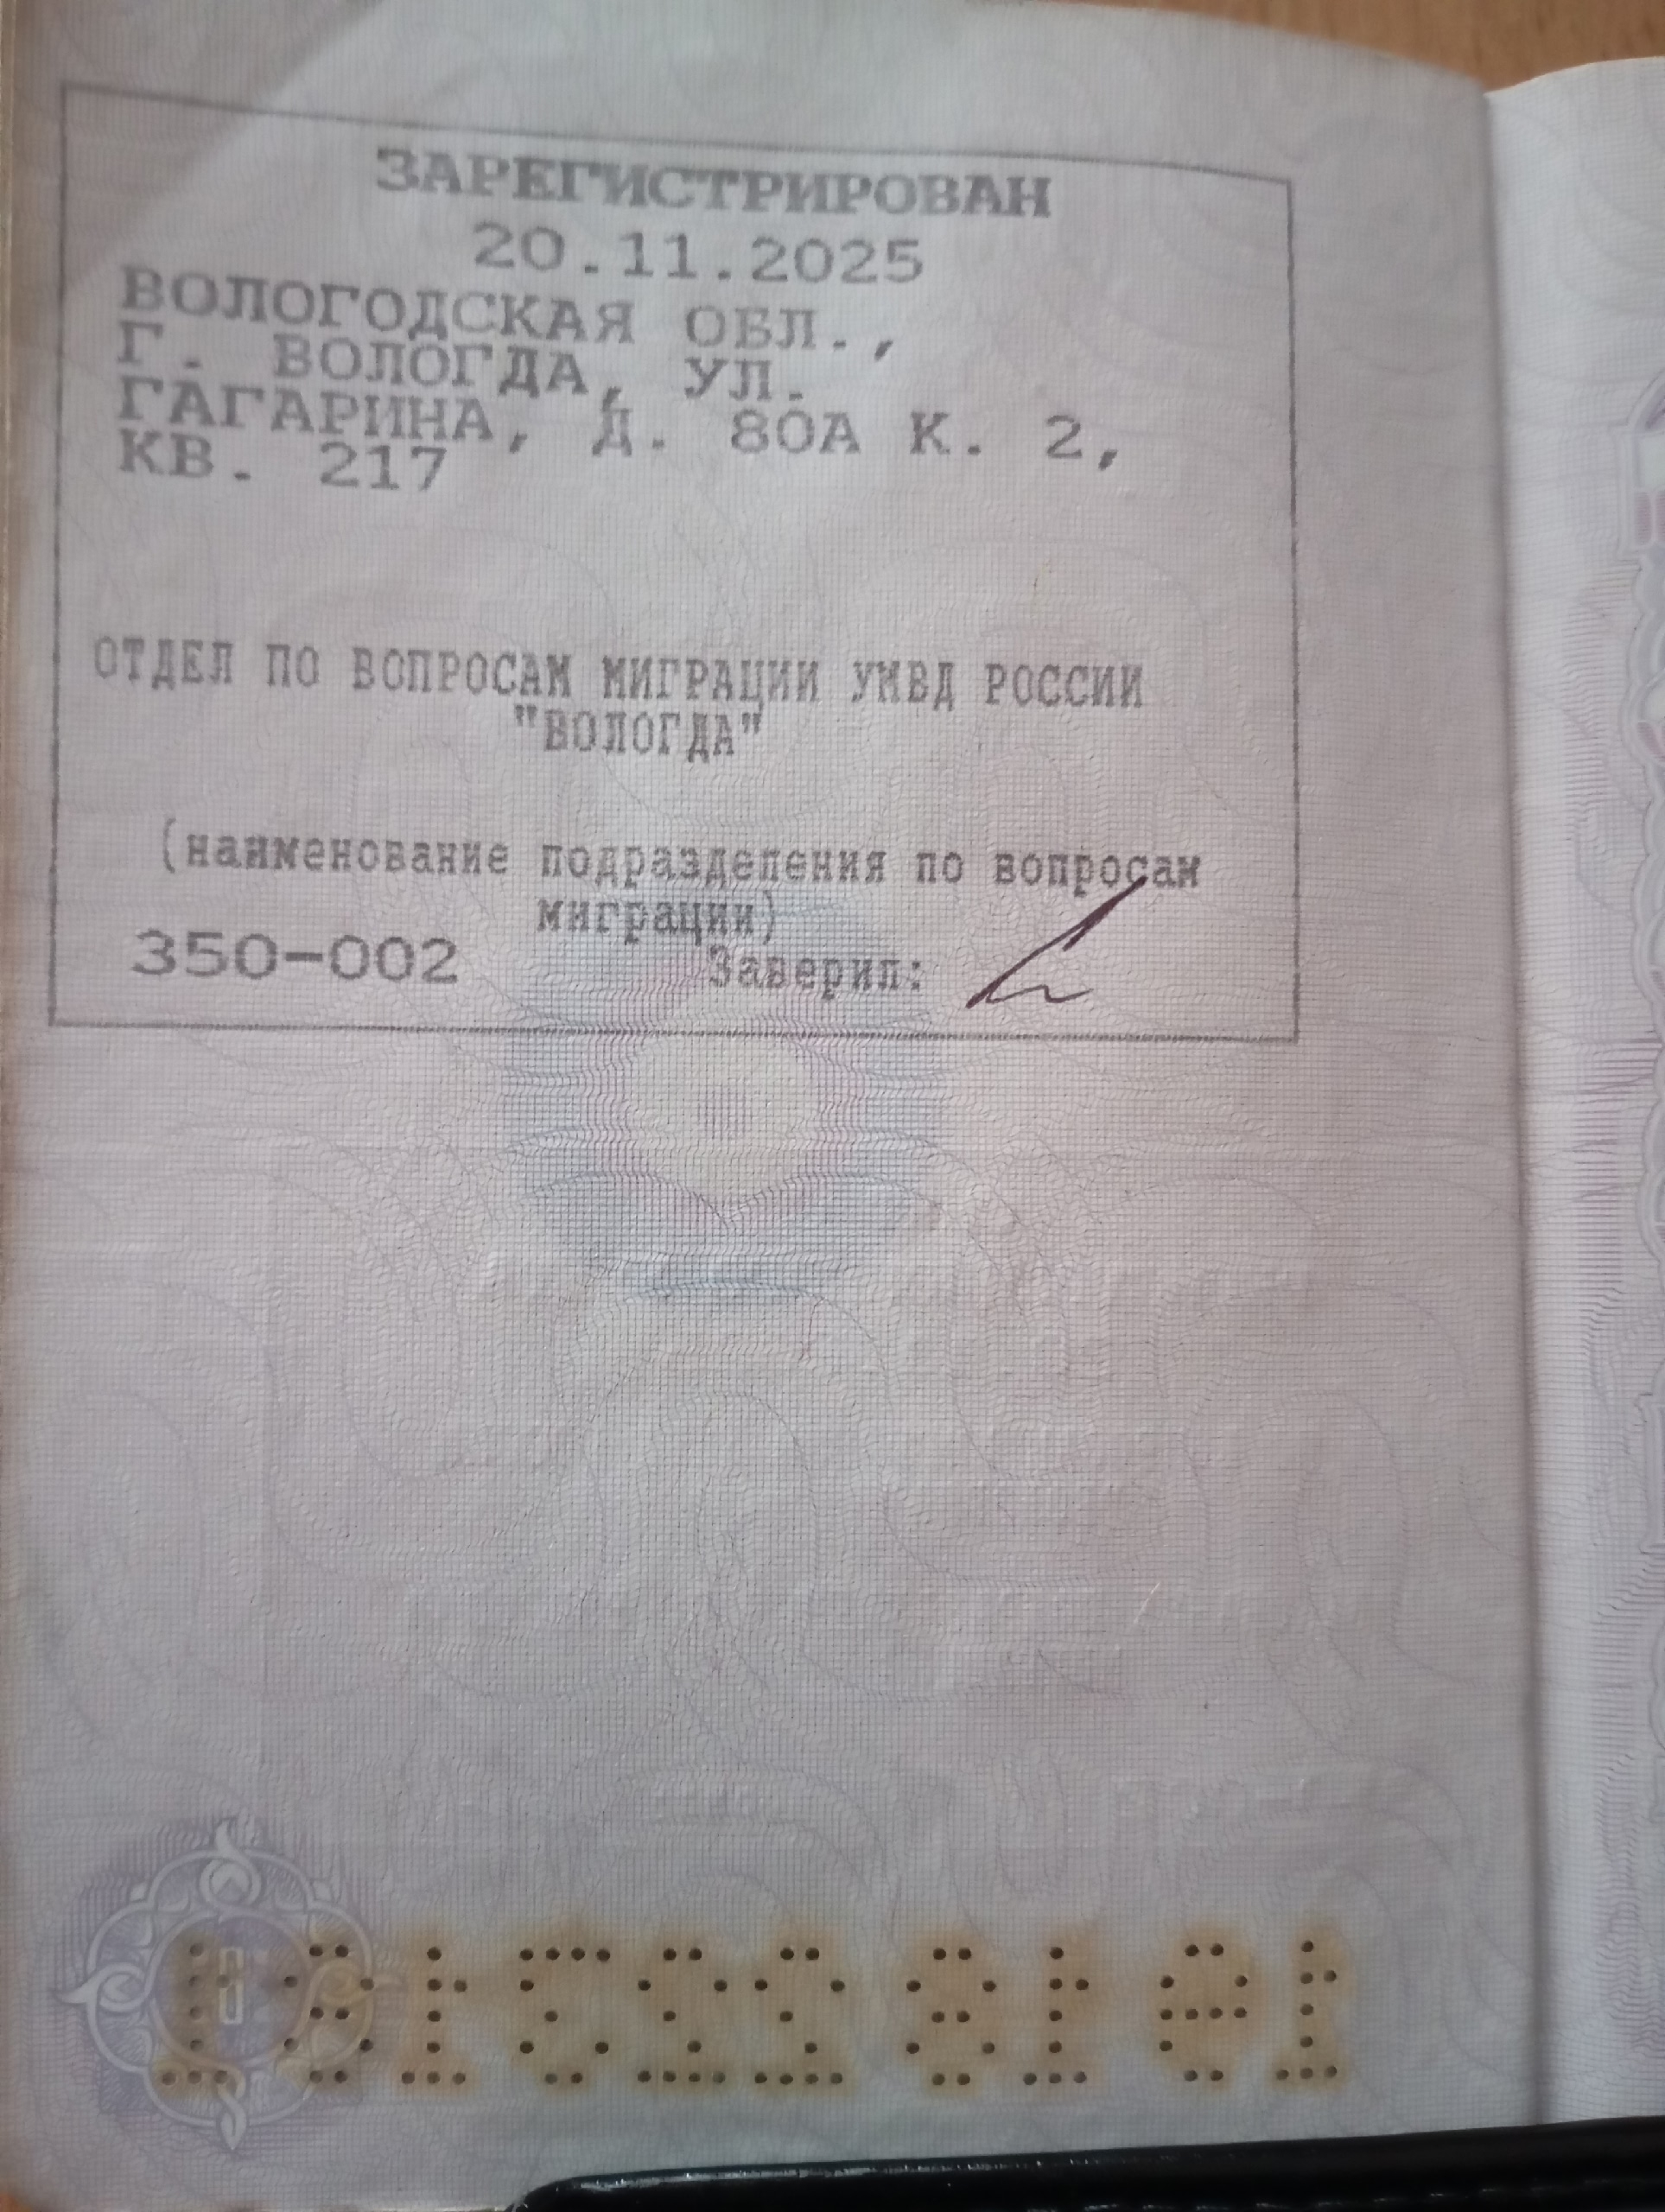 ЗАРЕГИСТРИРОВАН
20.11.2025
ВОЛОГОДСКАЯ ОБЛ.,
Г. ВОЛОГДА, УЛ.
ГАГАРИНА, Д. 80А К. 2,
КВ. 217
ОТДЕЛ ПО ВОПРОСАМ МИГРАЦИИ УМВД РОССИИ
"ВОЛОГДА"
(наименование подразделения по вопросам
миграции)
350-002 Заверил: